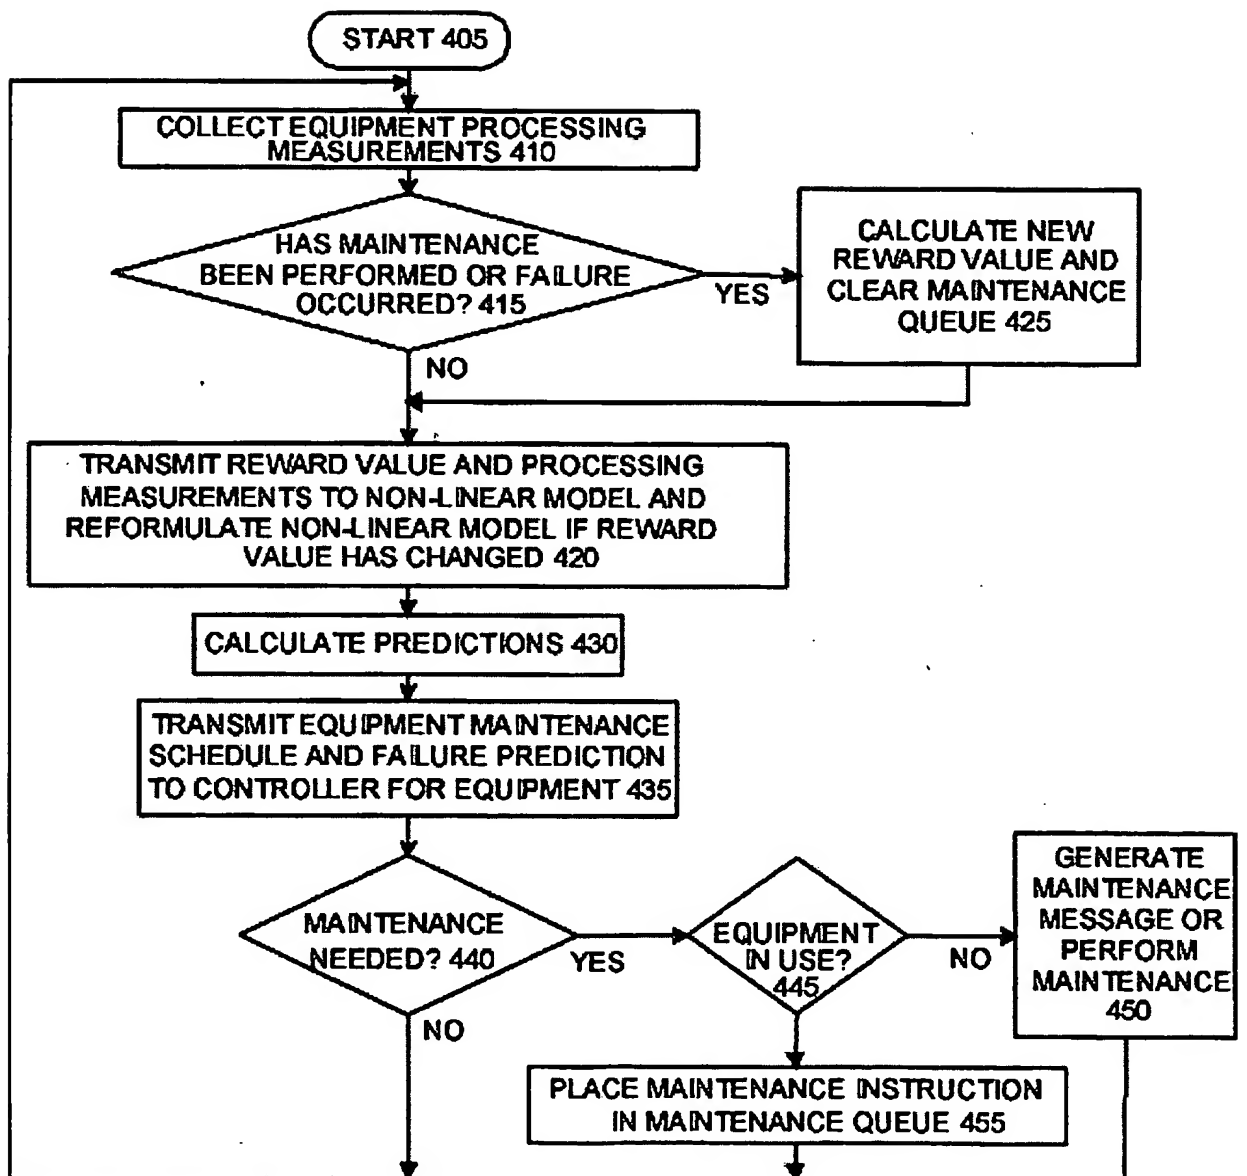 START 405
COLLECT EQUIPMENT PROCESSING
MEASUREMENTS 410
HAS MAINTENANCE
BEEN PERFORMED OR FAILURE
OCCURRED? 415
YES
CALCULATE NEW
REWARD VALUE AND
CLEAR MAINTENANCE
QUEUE 425
NO
TRANSMIT REWARD VALUE AND PROCESSING
MEASUREMENTS TO NON-LINEAR MODEL AND
REFORMULATE NON-LINEAR MODEL IF REWARD
VALUE HAS CHANGED 420
CALCULATE PREDICTIONS 430
TRANSMIT EQUIPMENT MAINTENANCE
SCHEDULE AND FAILURE PREDICTION
TO CONTROLLER FOR EQUIPMENT 435
MAINTENANCE
NEEDED? 440
YES
NO
EQUIPMENT
IN USE?
445
NO
GENERATE
MAINTENANCE
MESSAGE OR
PERFORM
MAINTENANCE
450
PLACE MAINTENANCE INSTRUCTION
IN MAINTENANCE QUEUE 455